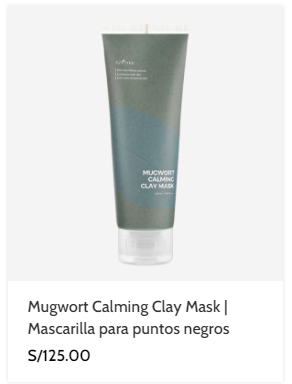 MUGWORT
CALMING
CLAY MASK
Mugwort Calming Clay Mask |
Mascarilla para puntos negros
S/125.00